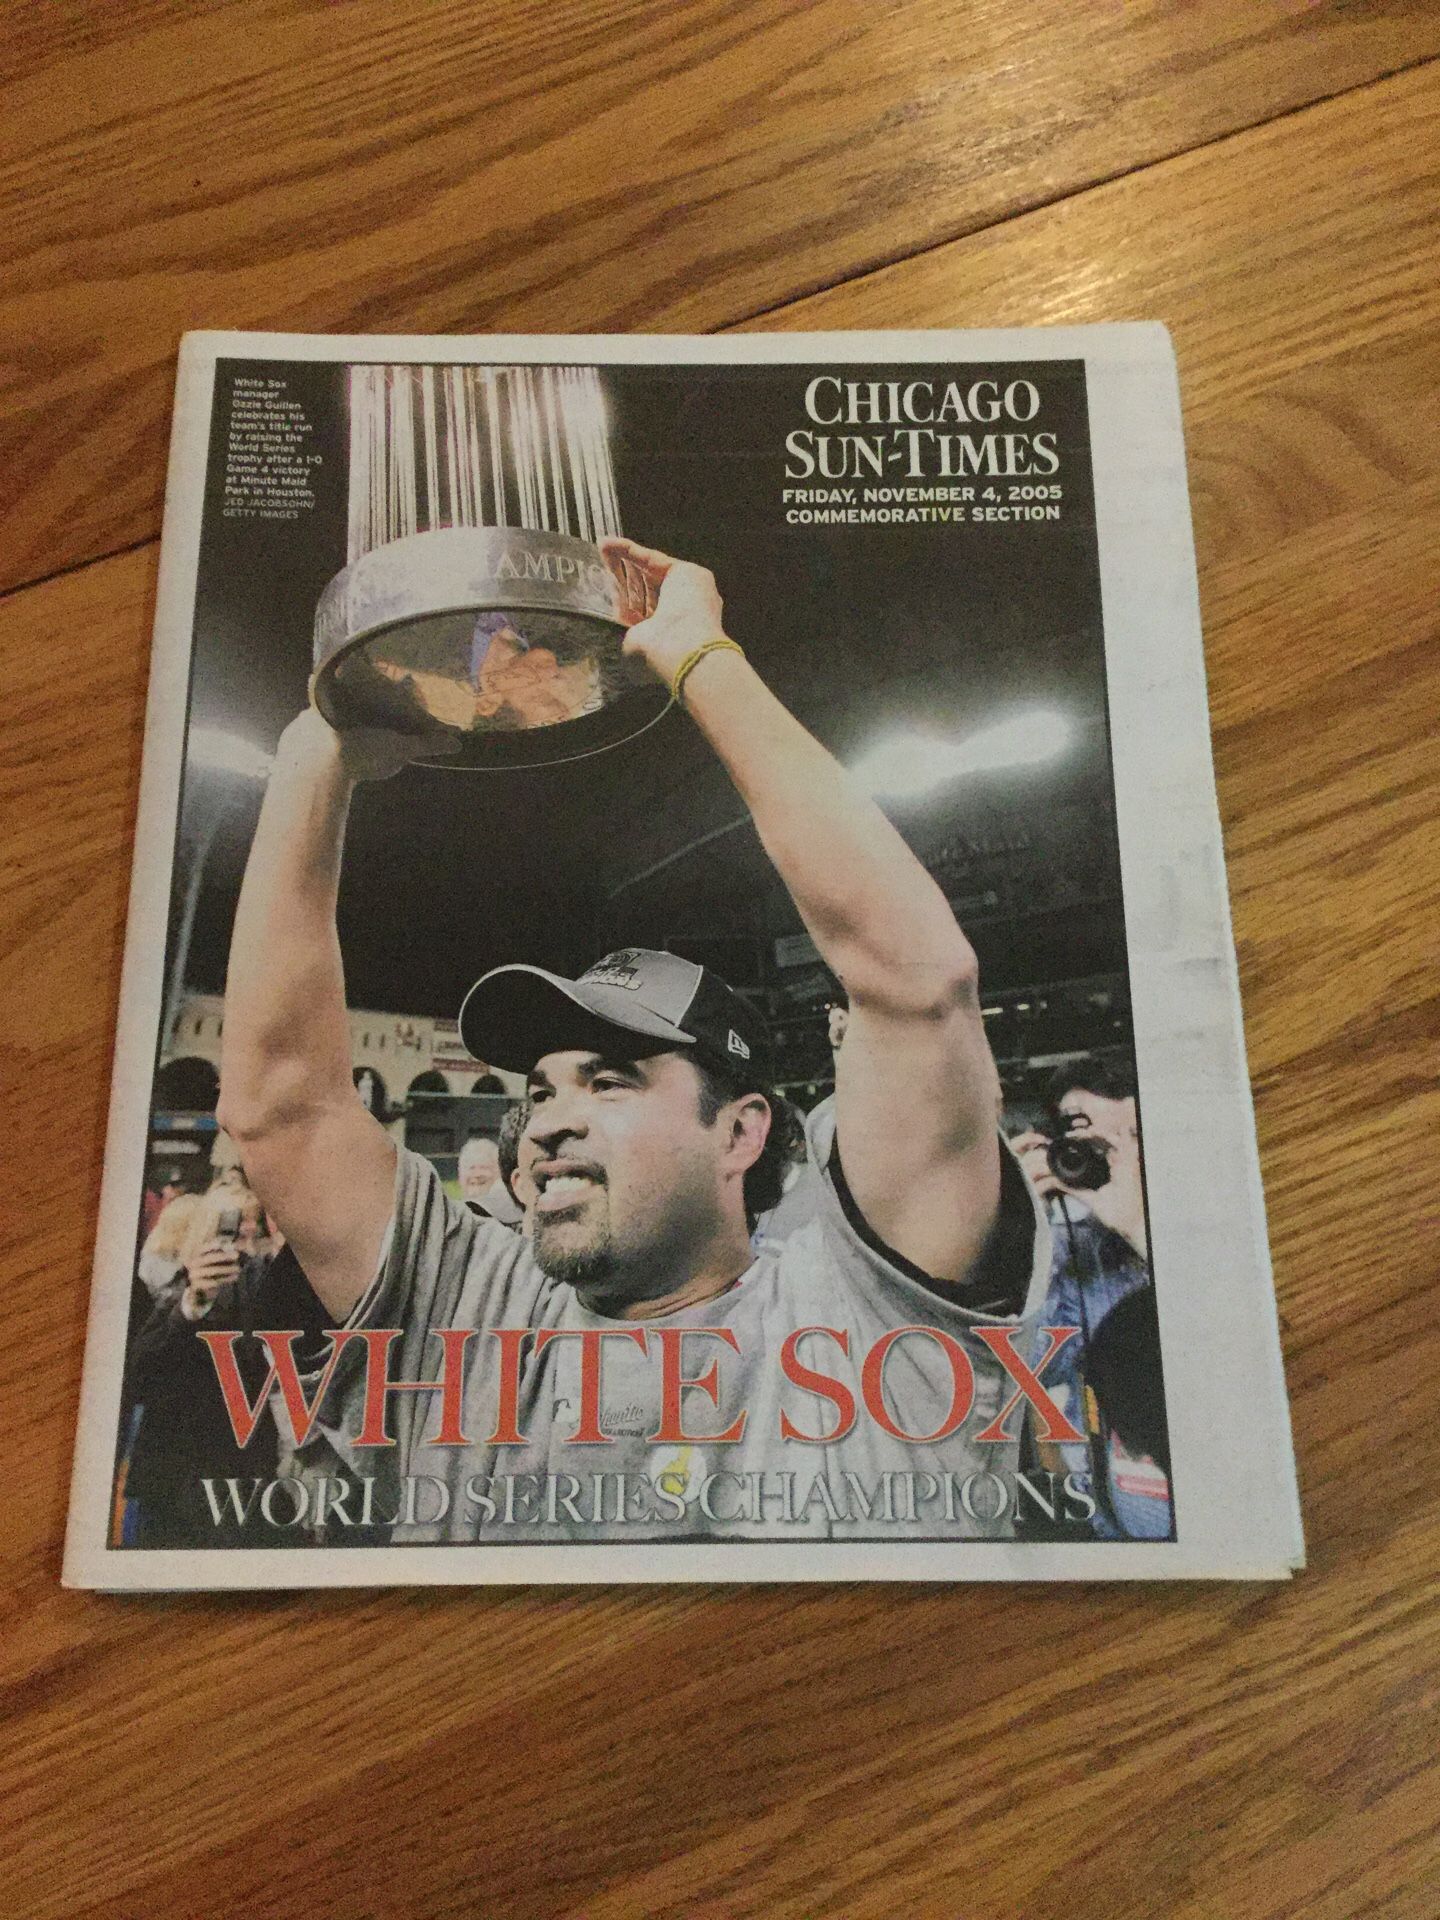 White Sox
manager
Ozzie Guillen
celebrates his
team's title run
by raising the
World Series
trophy after a 1-0
Game 4 victory
at Minute Maid
Park in Houston.
JED JACOBSOHN/
GETTY IMAGES
CHICAGO
SUN-TIMES
FRIDAY, NOVEMBER 4, 2005
COMMEMORATIVE SECTION
AMPIO
WHITE SOX
WORLD SERIES CHAMPIONS